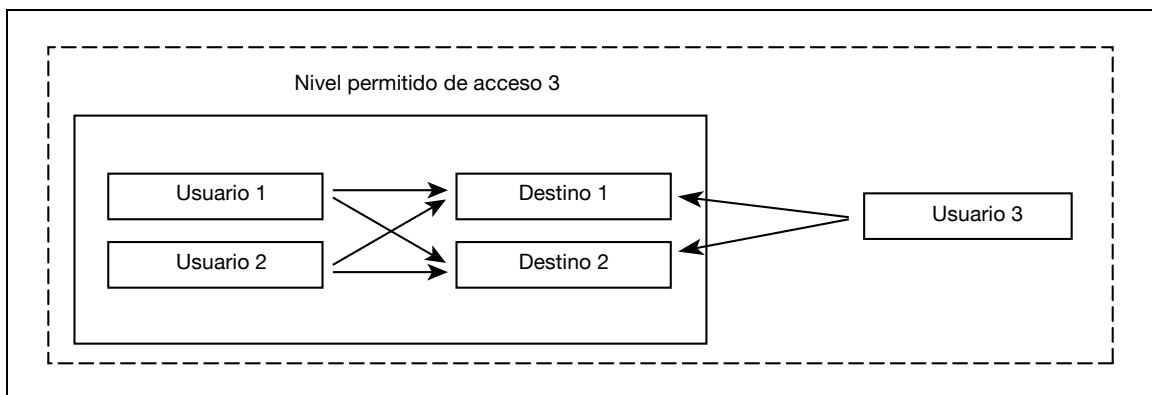 Nivel permitido de acceso 3
Usuario 1
Destino 1
Usuario 3
Usuario 2
Destino 2